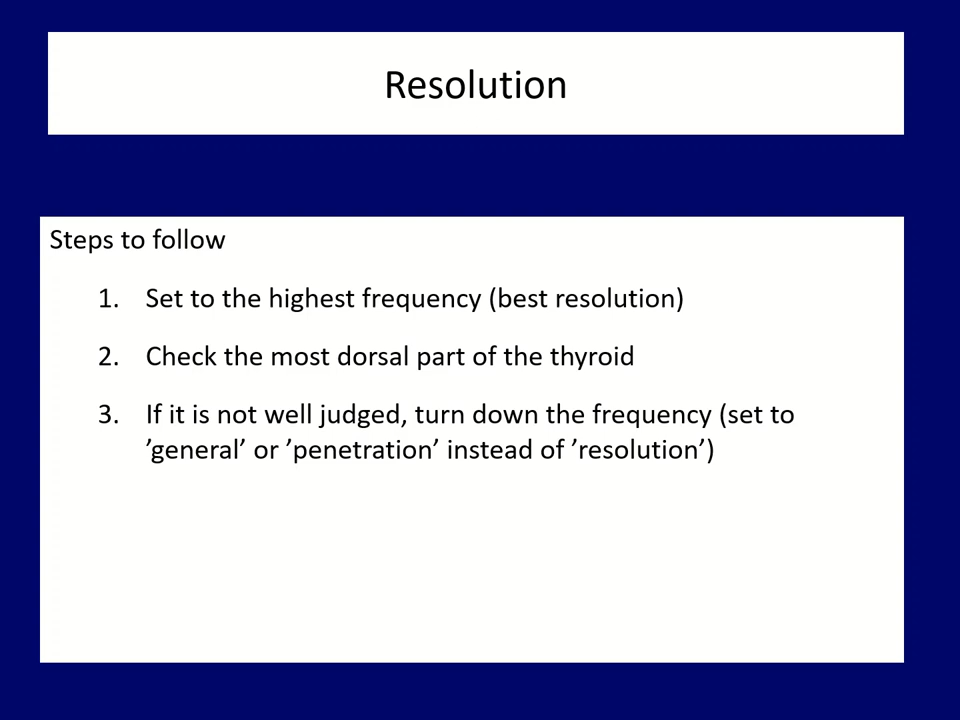 Resolution
Steps to follow
1. Set to the highest frequency (best resolution)
2. Check the most dorsal part of the thyroid
3. If it is not well judged, turn down the frequency (set to
’general’ or ’penetration’ instead of ’resolution’)